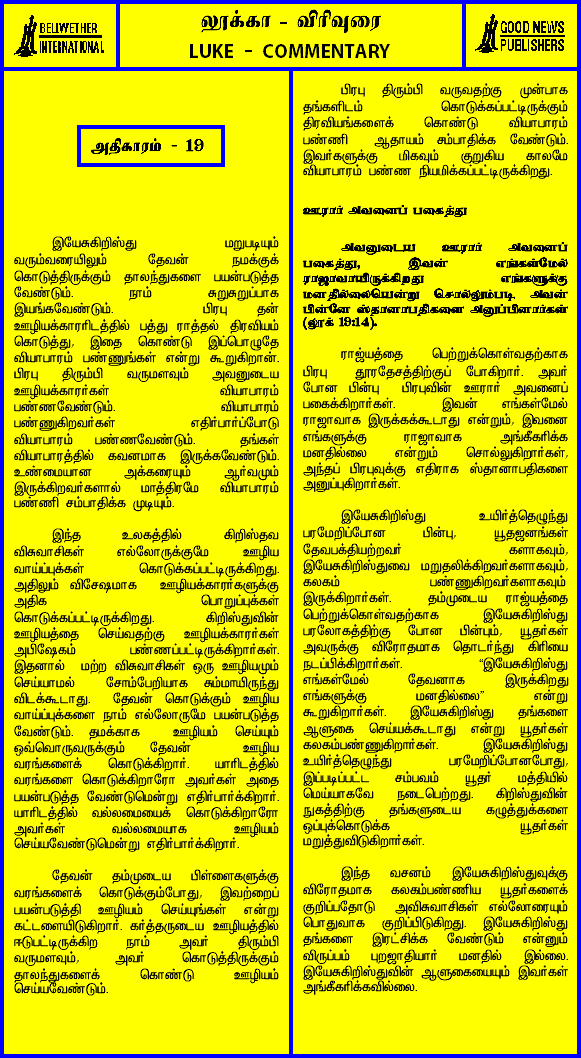 BELWETHER
INTERNATIONAL
லூக்கா - விரிவுரை
LUKE - COMMENTARY
GOOD NEWS
PUBLISHERS
அதிகாரம் - 19
இயேசுகிறிஸ்து மறுபடியும்
வரும்வரையிலும் தேவன் நமக்குக்
கொடுத்திருக்கும் தாலந்துகளை பயன்படுத்த
வேண்டும். நாம் சுறுசுறுப்பாக
இயங்கவேண்டும். பிரபு தன்
ஊழியக்காரரிடத்தில் பத்து ராத்தல் திரவியம்
கொடுத்து, இதை கொண்டு இப்பொழுதே
வியாபாரம் பண்ணுங்கள் என்று கூறுகிறான்.
பிரபு திரும்பி வருமளவும் அவனுடைய
ஊழியக்காரர்கள் வியாபாரம்
பண்ணவேண்டும். வியாபாரம்
பண்ணுகிறவர்கள் எதிர்பார்ப்போடு
வியாபாரம் பண்ணவேண்டும். தங்கள்
வியாபாரத்தில் கவனமாக இருக்கவேண்டும்.
உண்மையான அக்கரையும் ஆர்வமும்
இருக்கிறவர்களால் மாத்திரமே வியாபாரம்
பண்ணி சம்பாதிக்க முடியும்.
இந்த உலகத்தில் கிறிஸ்தவ
விசுவாசிகள் எல்லோருக்குமே ஊழிய
வாய்ப்புக்கள் கொடுக்கப்பட்டிருக்கிறது.
அதிலும் விசேஷமாக ஊழியக்காரர்களுக்கு
அதிக பொறுப்புக்கள்
கொடுக்கப்பட்டிருக்கிறது. கிறிஸ்துவின்
ஊழியத்தை செய்வதற்கு ஊழியக்காரர்கள்
அபிஷேகம் பண்ணப்பட்டிருக்கிறார்கள்.
இதனால் மற்ற விசுவாசிகள் ஒரு ஊழியமும்
செய்யாமல் சோம்பேறியாக சும்மாயிருந்து
விடக்கூடாது. தேவன் கொடுக்கும் ஊழிய
வாய்ப்புக்களை நாம் எல்லோருமே பயன்படுத்த
வேண்டும். தமக்காக ஊழியம் செய்யும்
ஒவ்வொருவருக்கும் தேவன் ஊழிய
வரங்களைக் கொடுக்கிறார். யாரிடத்தில்
வரங்களை கொடுக்கிறாரோ அவர்கள் அதை
பயன்படுத்த வேண்டுமென்று எதிர்பார்க்கிறார்.
யாரிடத்தில் வல்லமையைக் கொடுக்கிறாரோ
அவர்கள் வல்லமையாக ஊழியம்
செய்யவேண்டுமென்று எதிர்பார்க்கிறார்.
தேவன் தம்முடைய பிள்ளைகளுக்கு
வரங்களைக் கொடுக்கும்போது, இவற்றைப்
பயன்படுத்தி ஊழியம் செய்யுங்கள் என்று
கட்டளையிடுகிறார். கர்த்தருடைய ஊழியத்தில்
ஈடுபட்டிருக்கிற நாம் அவர் திரும்பி
வருமளவும், அவர் கொடுத்திருக்கும்
தாலந்துகளைக் கொண்டு ஊழியம்
செய்யவேண்டும்.
பிரபு திரும்பி வருவதற்கு முன்பாக
தங்களிடம் கொடுக்கப்பட்டிருக்கும்
திரவியங்களைக் கொண்டு வியாபாரம்
பண்ணி ஆதாயம் சம்பாதிக்க வேண்டும்.
இவர்களுக்கு மிகவும் குறுகிய காலமே
வியாபாரம் பண்ண நியமிக்கப்பட்டிருக்கிறது.
ஊரார் அவனைப் பகைத்து
அவனுடைய ஊரார் அவனைப்
பகைத்து, இவன் எங்கள்மேல்
ராஜாவாயிருக்கிறது எங்களுக்கு
மனதில்லையென்று சொல்லும்படி, அவன்
பின்னே ஸ்தானாபதிகளை அனுப்பினார்கள்
(லூக் 19:14).
ராஜ்யத்தை பெற்றுக்கொள்வதற்காக
பிரபு தூரதேசத்திற்குப் போகிறார். அவர்
போன பின்பு பிரபுவின் ஊரார் அவனைப்
பகைக்கிறார்கள். இவன் எங்கள்மேல்
ராஜாவாக இருக்கக்கூடாது என்றும், இவனை
எங்களுக்கு ராஜாவாக அங்கீகரிக்க
மனதில்லை என்றும் சொல்லுகிறார்கள்,
அந்தப் பிரபுவுக்கு எதிராக ஸ்தானாபதிகளை
அனுப்புகிறார்கள்.
இயேசுகிறிஸ்து உயிர்த்தெழுந்து
பரமேறிப்போன பின்பு, யூதஜனங்கள்
தேவபக்தியற்றவர் களாகவும்,
இயேசுகிறிஸ்துவை மறுதலிக்கிறவர்களாகவும்,
கலகம் பண்ணுகிறவர்களாகவும்
இருக்கிறார்கள். தம்முடைய ராஜ்யத்தை
பெற்றுக்கொள்வதற்காக இயேசுகிறிஸ்து
பரலோகத்திற்கு போன பின்பும், யூதர்கள்
அவருக்கு விரோதமாக தொடர்ந்து கிரியை
நடப்பிக்கிறார்கள். “இயேசுகிறிஸ்து
எங்கள்மேல் தேவனாக இருக்கிறது
எங்களுக்கு மனதில்லை” என்று
கூறுகிறார்கள். இயேசுகிறிஸ்து தங்களை
ஆளுகை செய்யக்கூடாது என்று யூதர்கள்
கலகம்பண்ணுகிறார்கள். இயேசுகிறிஸ்து
உயிர்த்தெழுந்து பரமேறிப்போனபோது,
இப்படிப்பட்ட சம்பவம் யூதர் மத்தியில்
மெய்யாகவே நடைபெற்றது. கிறிஸ்துவின்
நுகத்திற்கு தங்களுடைய கழுத்துக்களை
ஒப்புக்கொடுக்க யூதர்கள்
மறுத்துவிடுகிறார்கள்.
இந்த வசனம் இயேசுகிறிஸ்துவுக்கு
விரோதமாக கலகம்பண்ணிய யூதர்களைக்
குறிப்பதோடு அவிசுவாசிகள் எல்லோரையும்
பொதுவாக குறிப்பிடுகிறது. இயேசுகிறிஸ்து
தங்களை இரட்சிக்க வேண்டும் என்னும்
விருப்பம் புறஜாதியார் மனதில் இல்லை.
இயேசுகிறிஸ்துவின் ஆளுகையையும் இவர்கள்
அங்கீகரிக்கவில்லை.